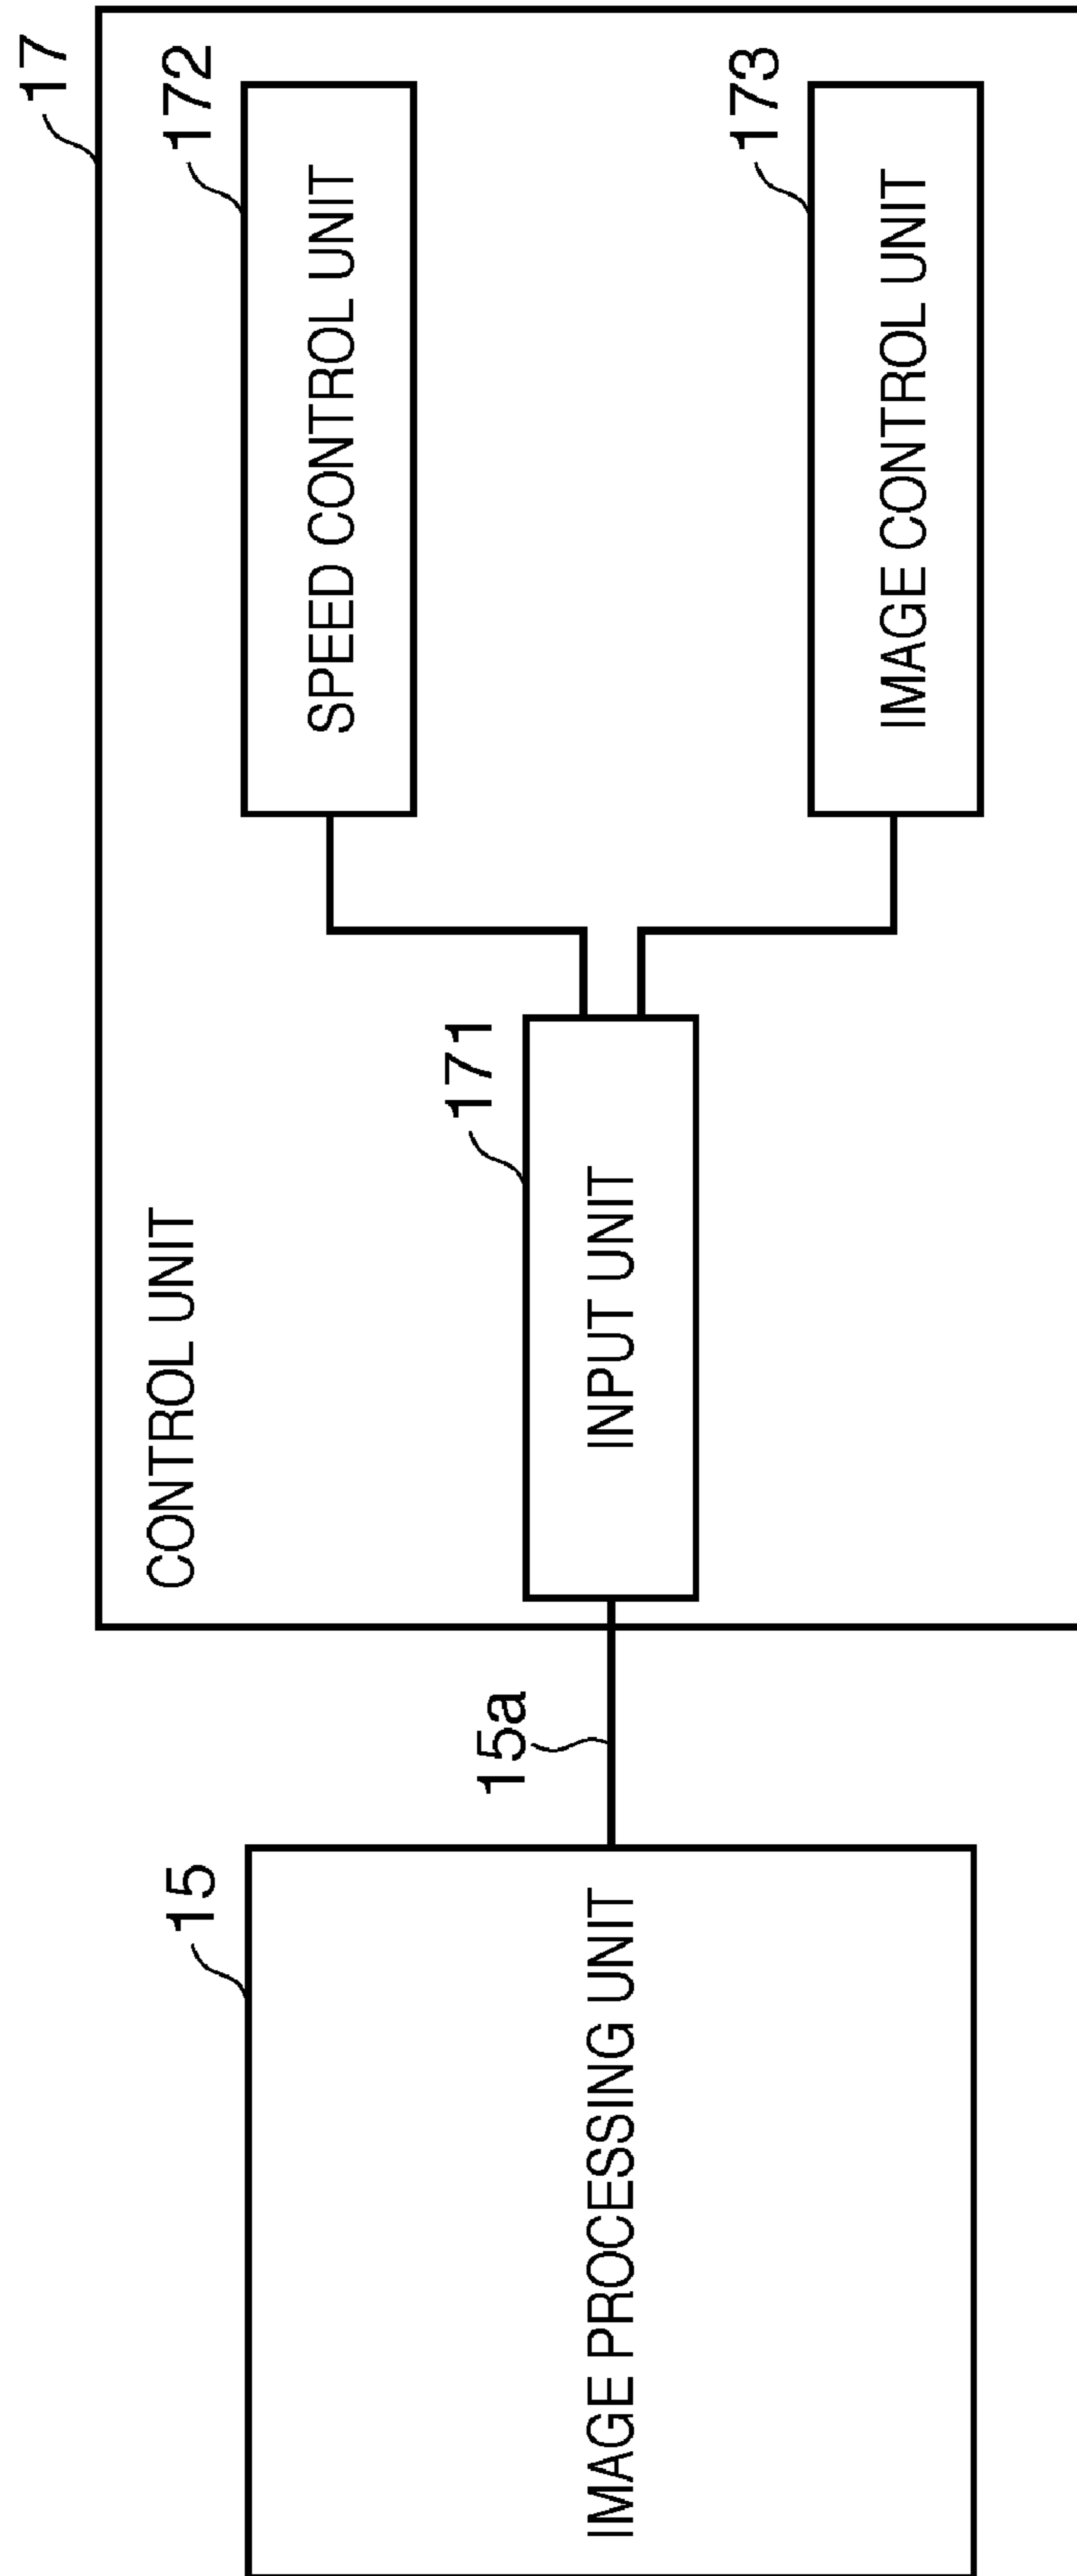 17
CONTROL UNIT
172
SPEED CONTROL UNIT
15
IMAGE PROCESSING UNIT
15a
171
INPUT UNIT
173
IMAGE CONTROL UNIT